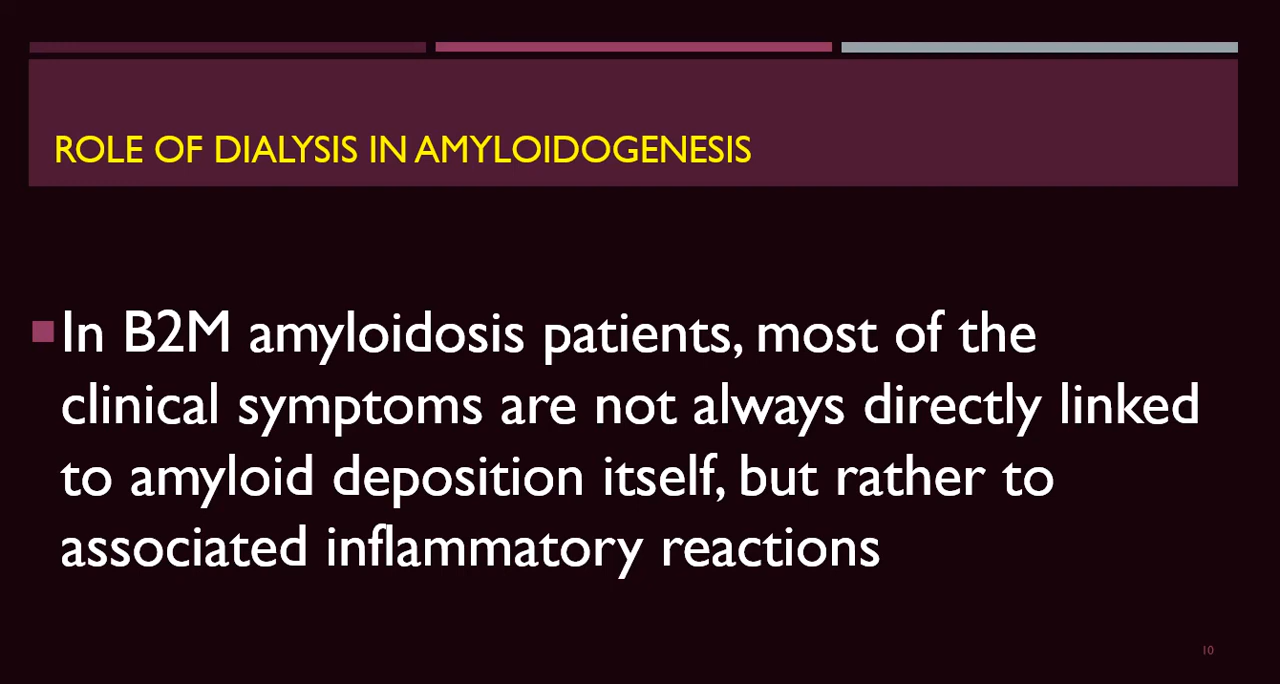 ROLE OF DIALYSIS IN AMYLOIDOGENESIS
In B2M amyloidosis patients, most of the
clinical symptoms are not always directly linked
to amyloid deposition itself, but rather to
associated inflammatory reactions
10